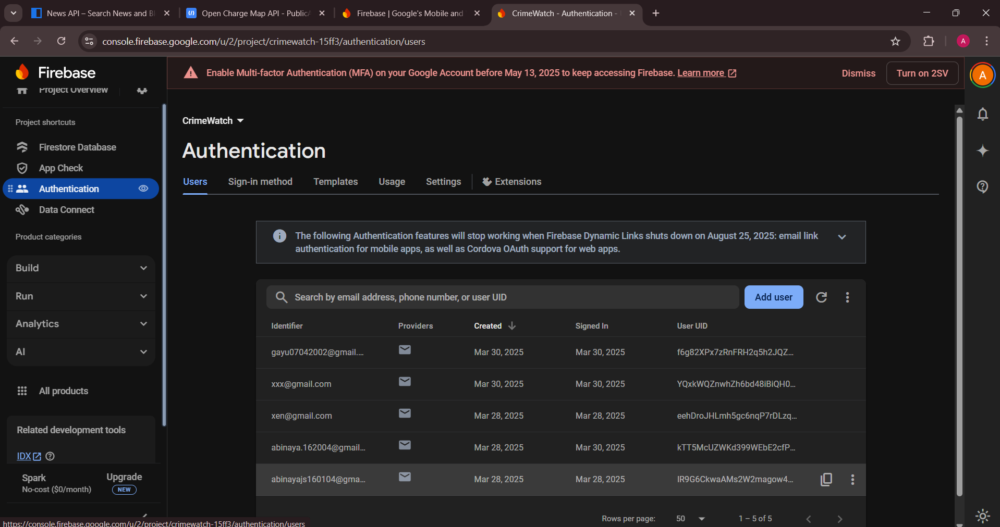 News API – Search News and Bl
Open Charge Map API - PublicA
Firebase | Google's Mobile and
CrimeWatch - Authentication -
console.firebase.google.com/u/2/project/crimewatch-15ff3/authentication/users
A
Firebase
Enable Multi-factor Authentication (MFA) on your Google Account before May 13, 2025 to keep accessing Firebase. Learn more
Dismiss
Turn on 2SV
A
Project Overview
Project shortcuts
Firestore Database
App Check
Authentication
Data Connect
Product categories
Build
Run
Analytics
AI
All products
Related development tools
IDX
Spark
No-cost ($0/month)
Upgrade
NEW
CrimeWatch
Authentication
Users
Sign-in method
Templates
Usage
Settings
Extensions
The following Authentication features will stop working when Firebase Dynamic Links shuts down on August 25, 2025: email link
authentication for mobile apps, as well as Cordova OAuth support for web apps.
Search by email address, phone number, or user UID
Add user
Identifier Providers Created Signed In User UID
gayu07042002@gmail.... Mar 30, 2025 Mar 30, 2025 f6g82XPx7zRnFRH2q5h2JQZ...
xxx@gmail.com Mar 30, 2025 Mar 30, 2025 YQxkWQZnwhZh6bd48iBiQH0...
xen@gmail.com Mar 28, 2025 Mar 28, 2025 eehDroJHLmh5gc6nqP7rDLzq...
abinaya.162004@gmail... Mar 28, 2025 Mar 30, 2025 kTT5McUZWKd399WEbE2cfP...
abinayajs160104@gma... Mar 28, 2025 Mar 28, 2025 IR9G6CkwaAMs2W2magow4...
Rows per page: 50 1 – 5 of 5
https://console.firebase.google.com/u/2/project/crimewatch-15ff3/authentication/users